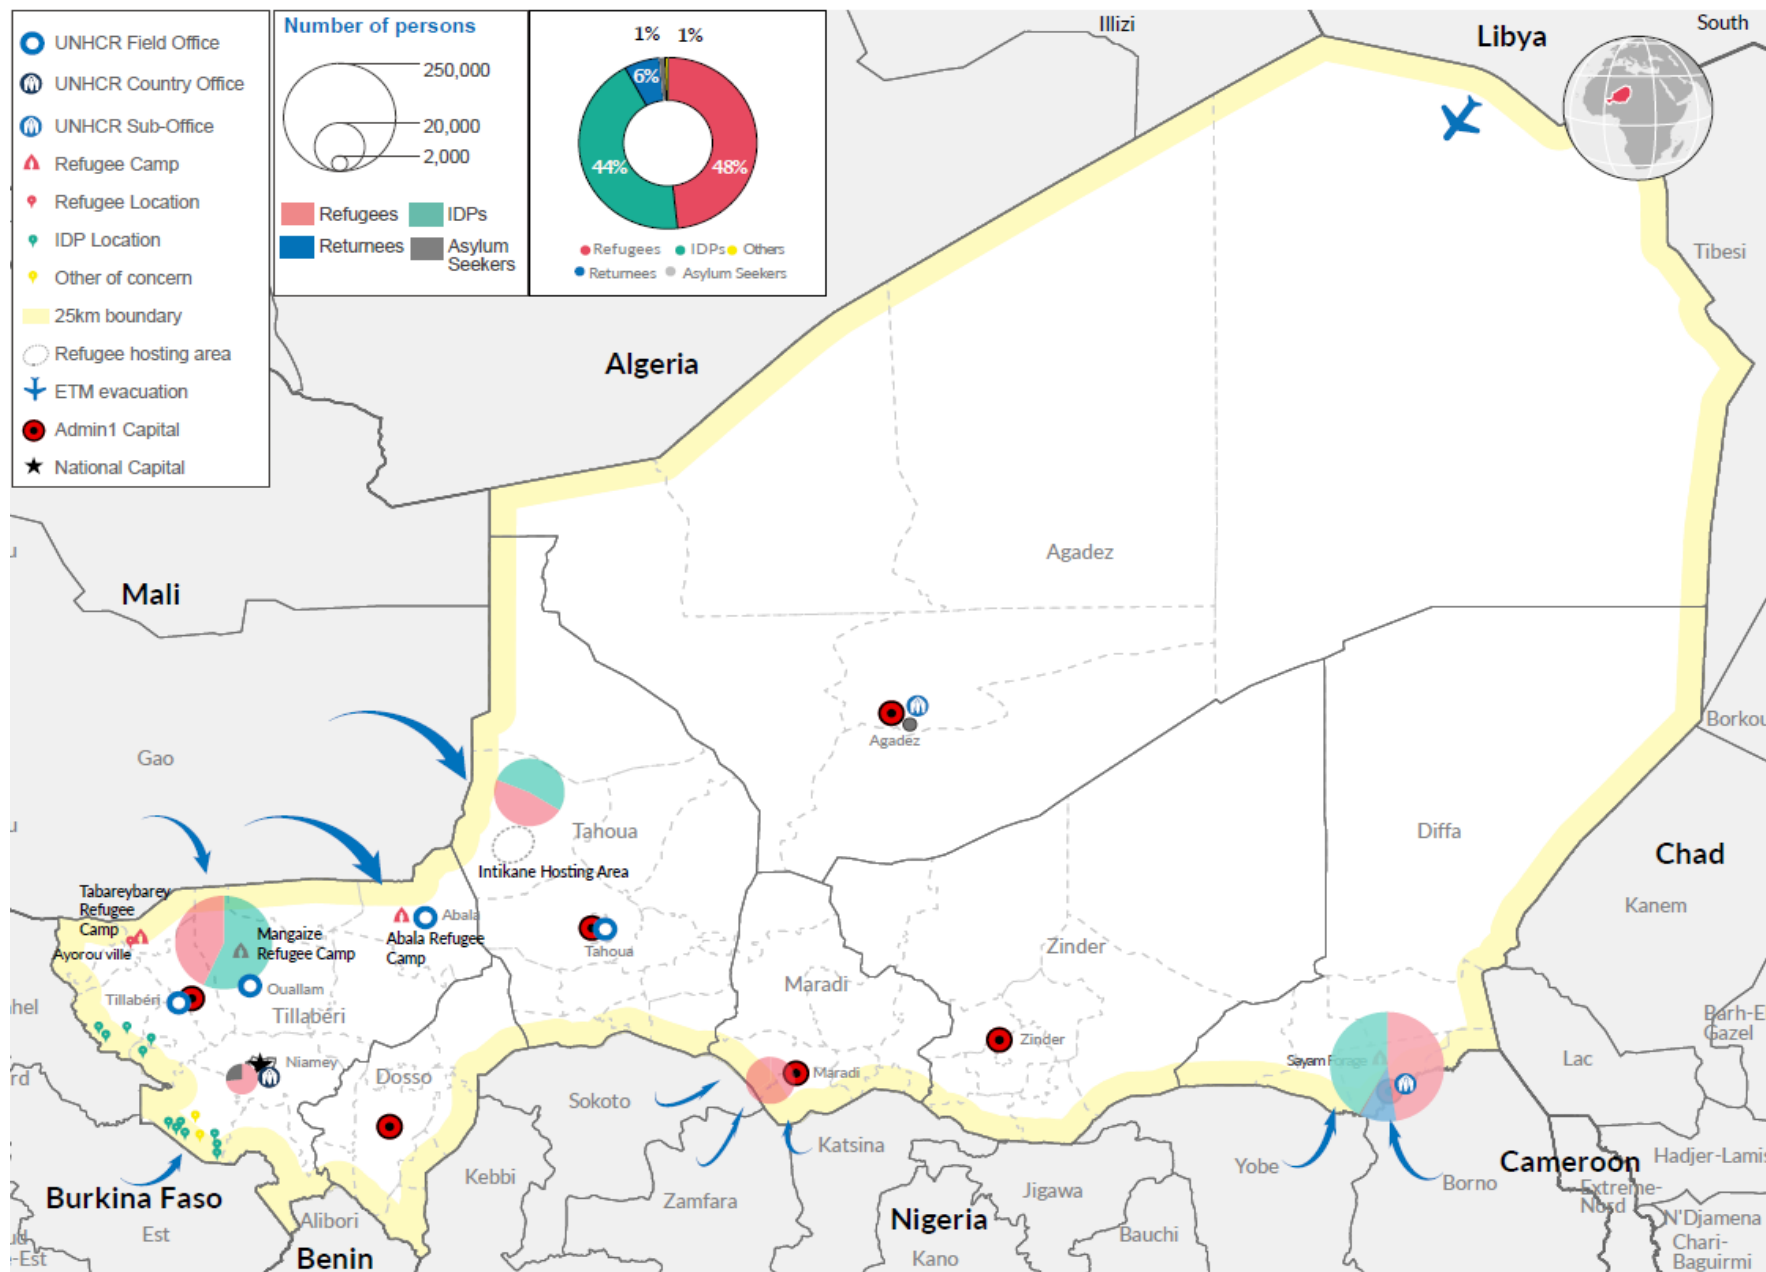 UNHCR Field Office
UNHCR Country Office
UNHCR Sub-Office
Refugee Camp
Refugee Location
IDP Location
Other of concern
25km boundary
Refugee hosting area
ETM evacuation
Admin1 Capital
National Capital
Number of persons
250,000
20,000
2,000
Refugees
IDPs
Returnees
Asylum
Seekers
1%
1%
6%
44%
48%
Refugees
IDPs
Others
Returnees
Asylum Seekers
Illizi
Libya
South
Tibesi
Algeria
Agadez
Mali
Borkou
Gao
Agadez
Tahoua
Diffa
Chad
Intikane Hosting Area
Kanem
Tabareybarey
Refugee
Camp
Ayorou ville
Mangaize
Refugee Camp
Abala
Abala Refugee
Camp
Tahoua
Zinder
Maradi
Ouallam
Tillabéri
Tillabéri
Zinder
Gazel
Lac
Sayam Forage
Niamey
Dosso
Maradi
Sokoto
Katsina
Kebbi
Zamfara
Jigawa
Yobe
Borno
Cameroon
Hadjer-Lamis
Extreme-
Nord
Burkina Faso
Est
Alibori
Benin
Nigeria
Kano
Bauchi
N'Djamena
Chari-
Baguirmi